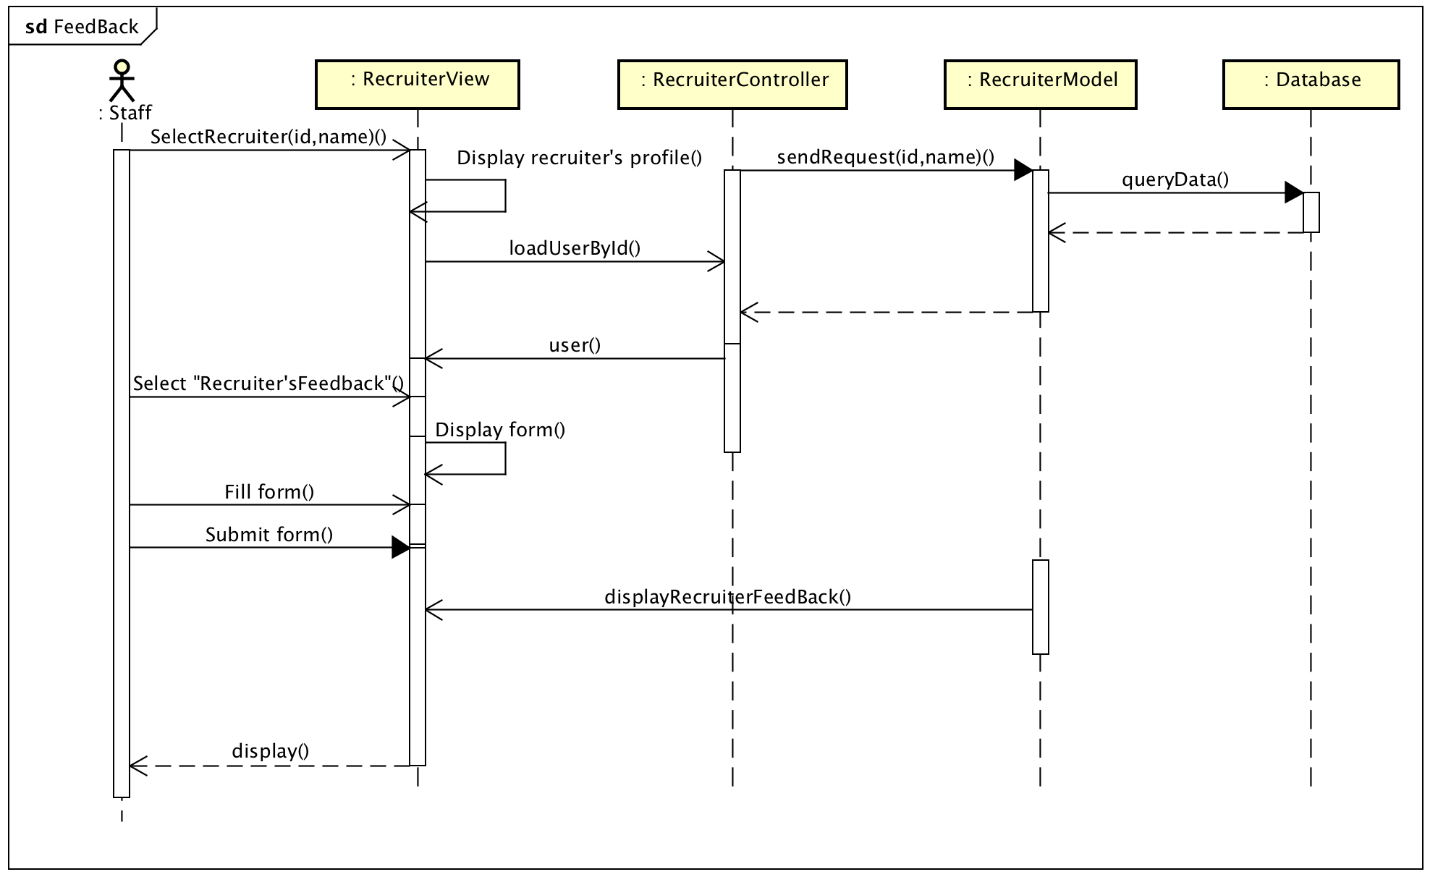 sd FeedBack
: Staff
: RecruiterView
: RecruiterController
: RecruiterModel
: Database
SelectRecruiter(id,name)()
Display recruiter's profile()
sendRequest(id,name)()
queryData()
loadUserById()
user()
Select "Recruiter'sFeedback"()
Display form()
Fill form()
Submit form()
displayRecruiterFeedBack()
display()